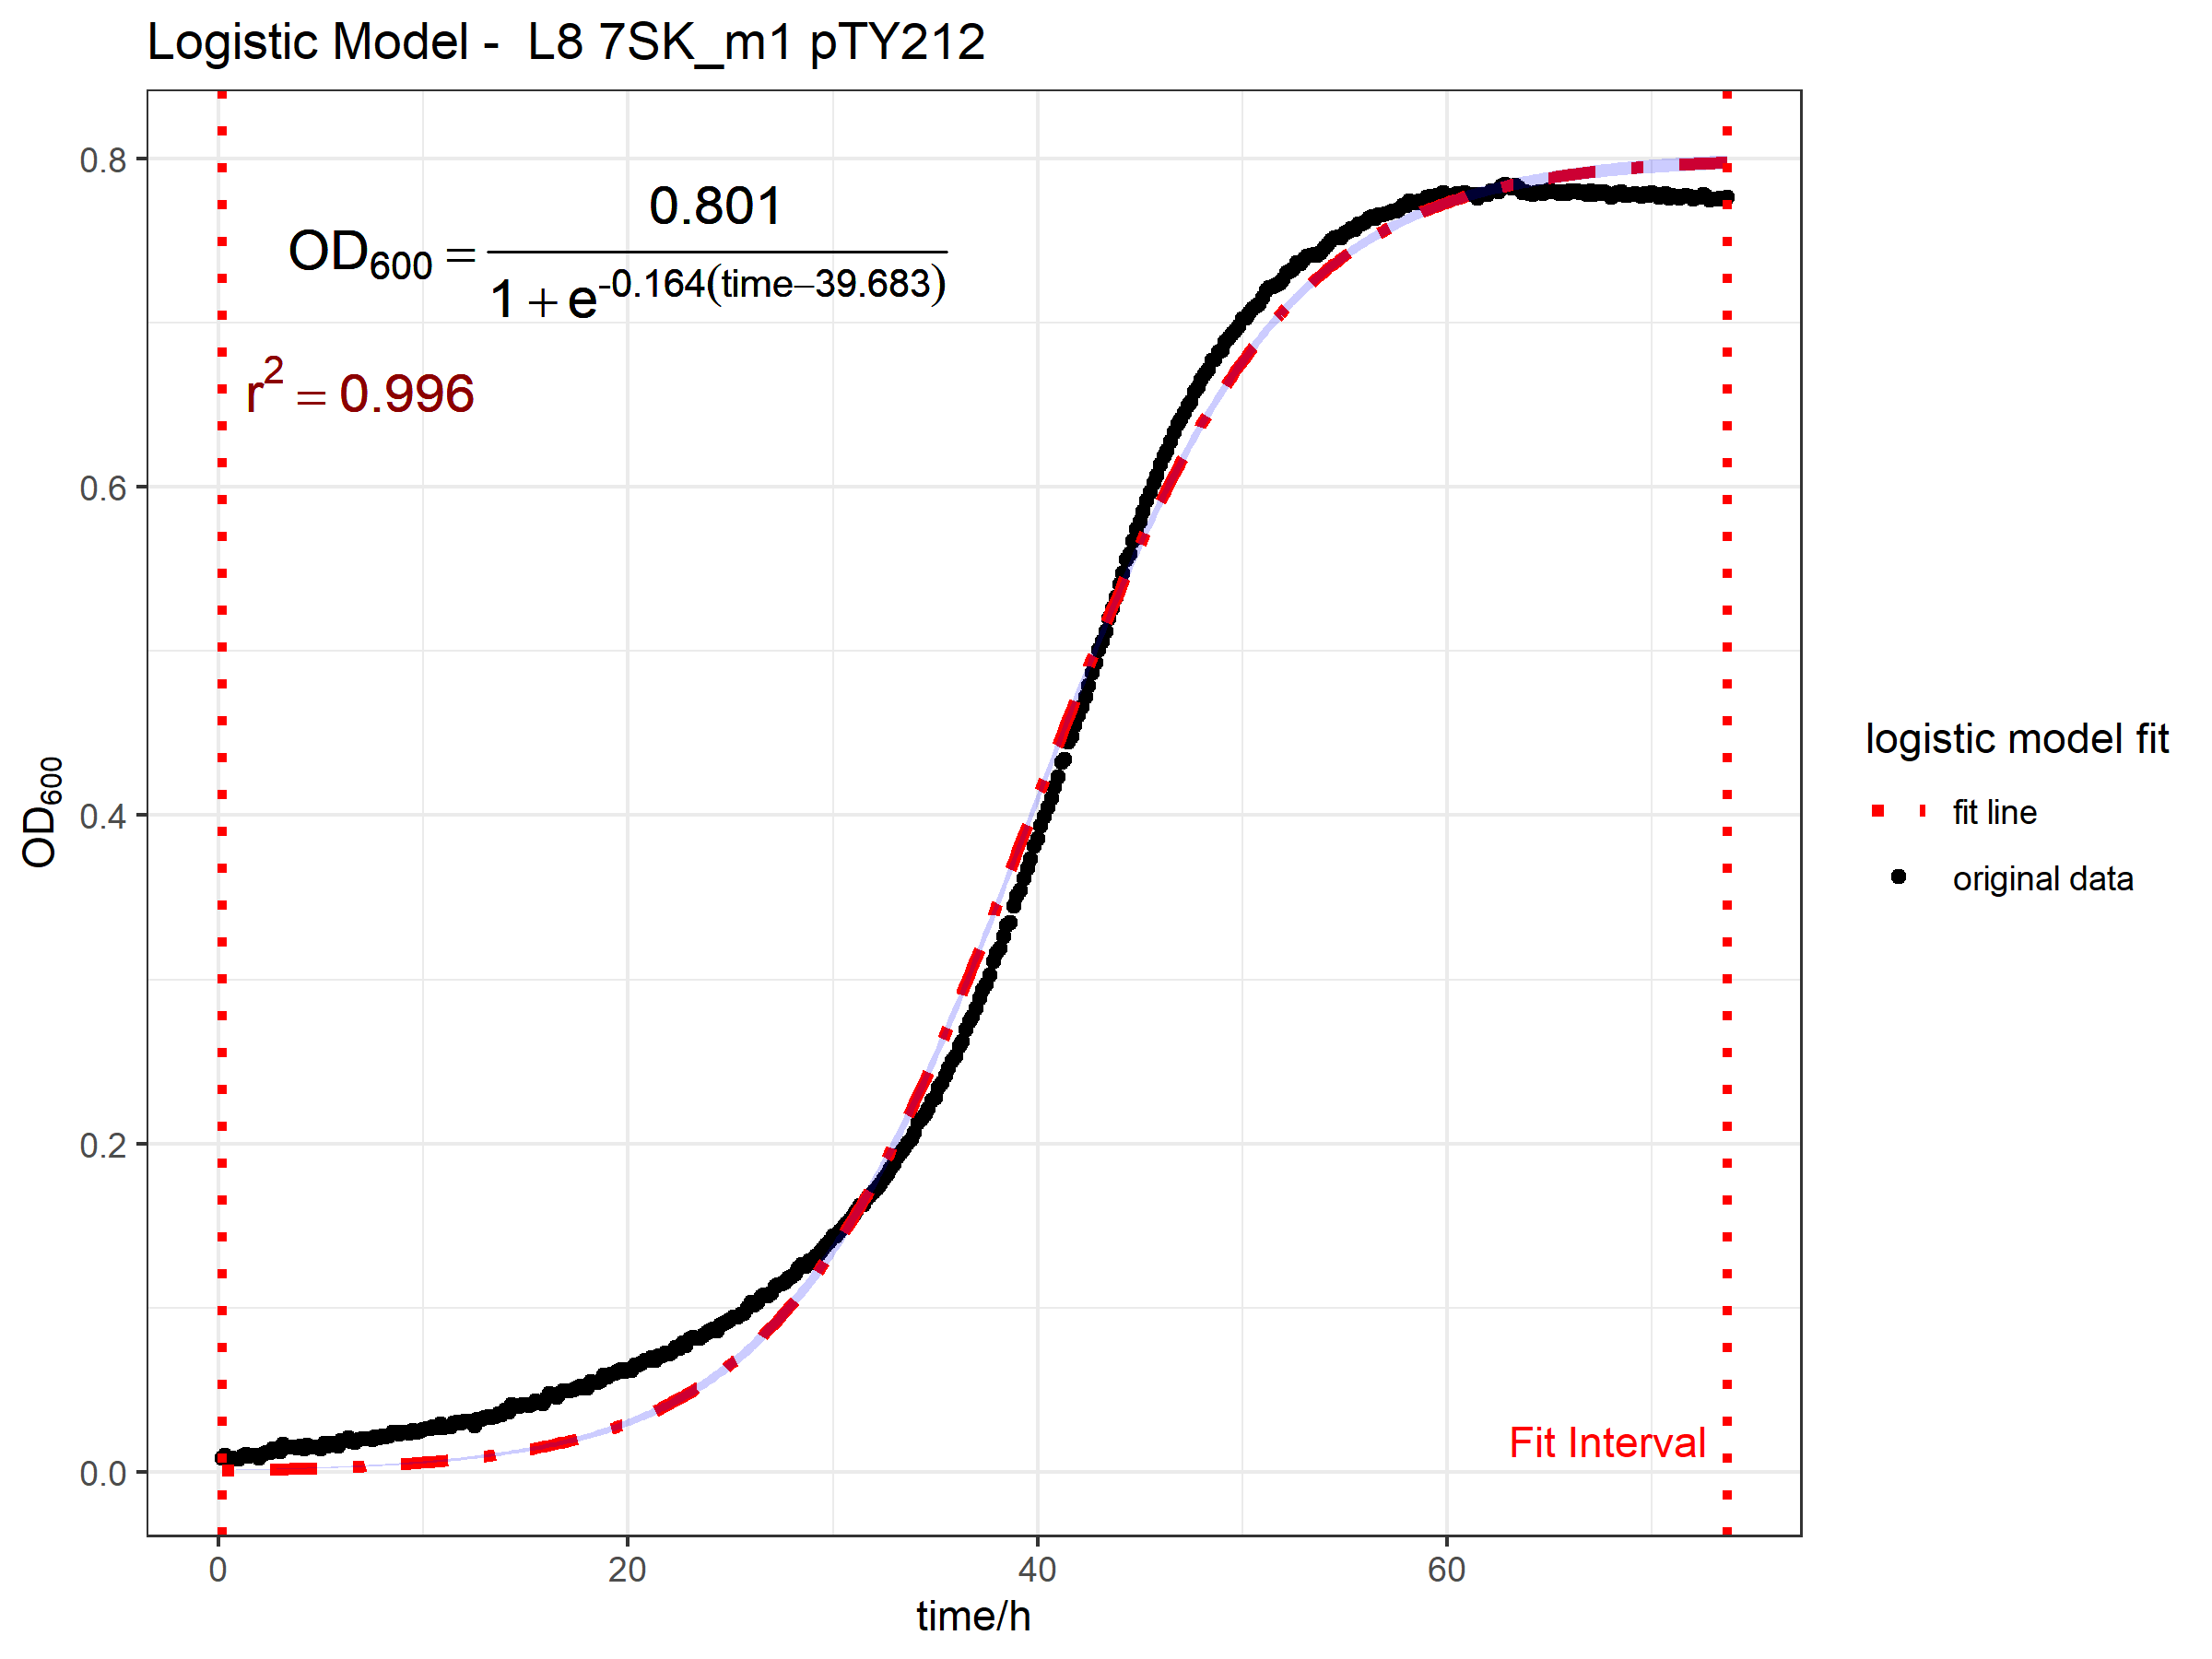 Logistic Model -  L8 7SK_m1 pTY212
0.8
0.6
0.4
0.2
0.0
OD600
OD600 = 0.801 / 1 + e^-0.164(time−39.683)
r² = 0.996
Fit Interval
0 20 40 60
time/h
logistic model fit
fit line
original data